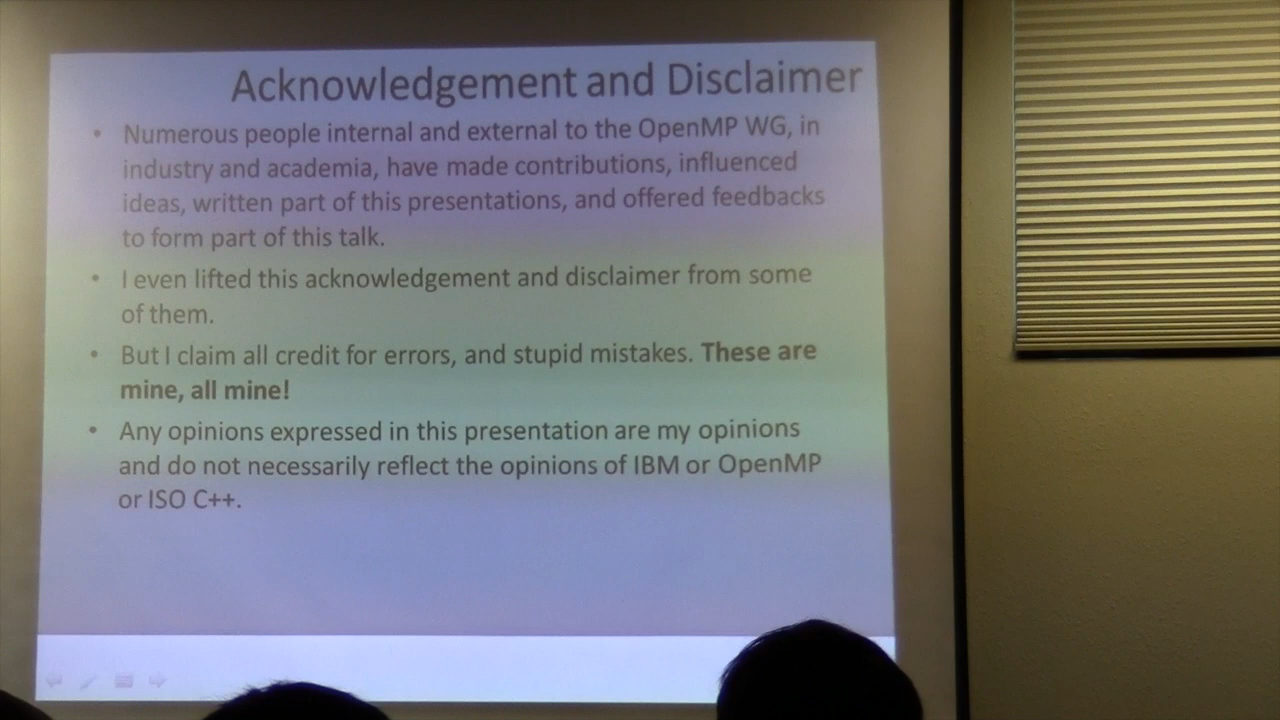 Acknowledgement and Disclaimer
• Numerous people internal and external to the OpenMP WG, in
industry and academia, have made contributions, influenced
ideas, written part of this presentations, and offered feedbacks
to form part of this talk.
• I even lifted this acknowledgement and disclaimer from some
of them.
• But I claim all credit for errors, and stupid mistakes. These are
mine, all mine!
• Any opinions expressed in this presentation are my opinions
and do not necessarily reflect the opinions of IBM or OpenMP
or ISO C++.